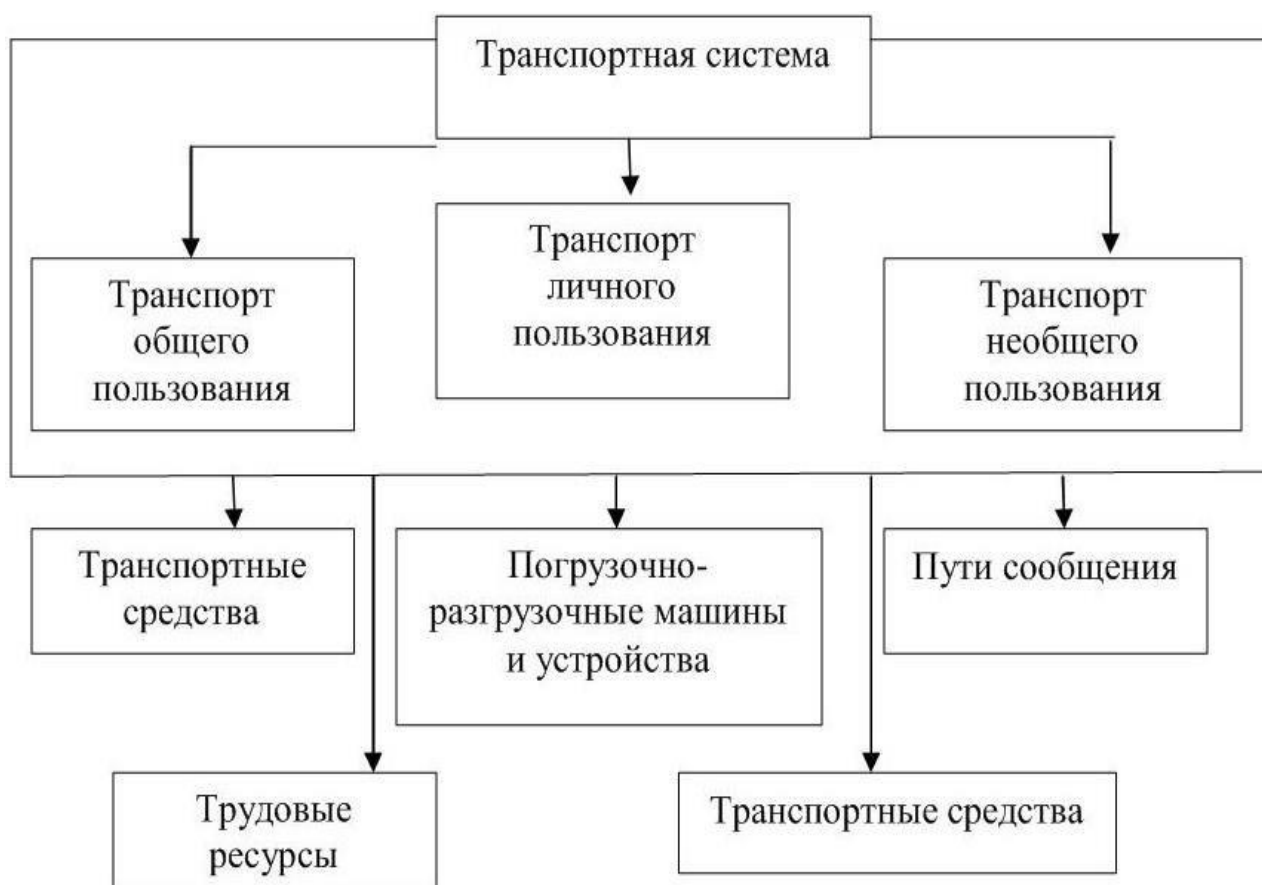 Транспортная система
Транспорт
личного
пользования
Транспорт
общего
пользования
Транспорт
необщего
пользования
Транспортные
средства
Погрузочно-
разгрузочные машины
и устройства
Пути сообщения
Трудовые
ресурсы
Транспортные средства